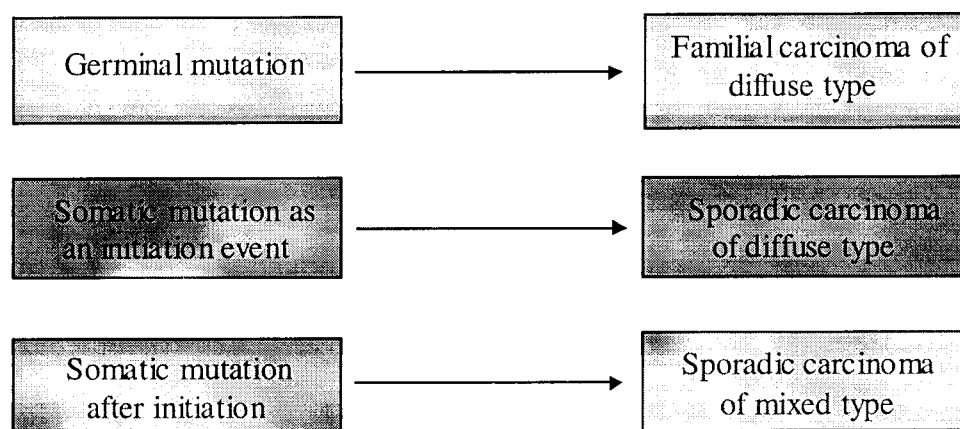 Germinal mutation
Familial carcinoma of
diffuse type
Somatic mutation as
an initiation event
Sporadic carcinoma
of diffuse type
Somatic mutation
after initiation
Sporadic carcinoma
of mixed type